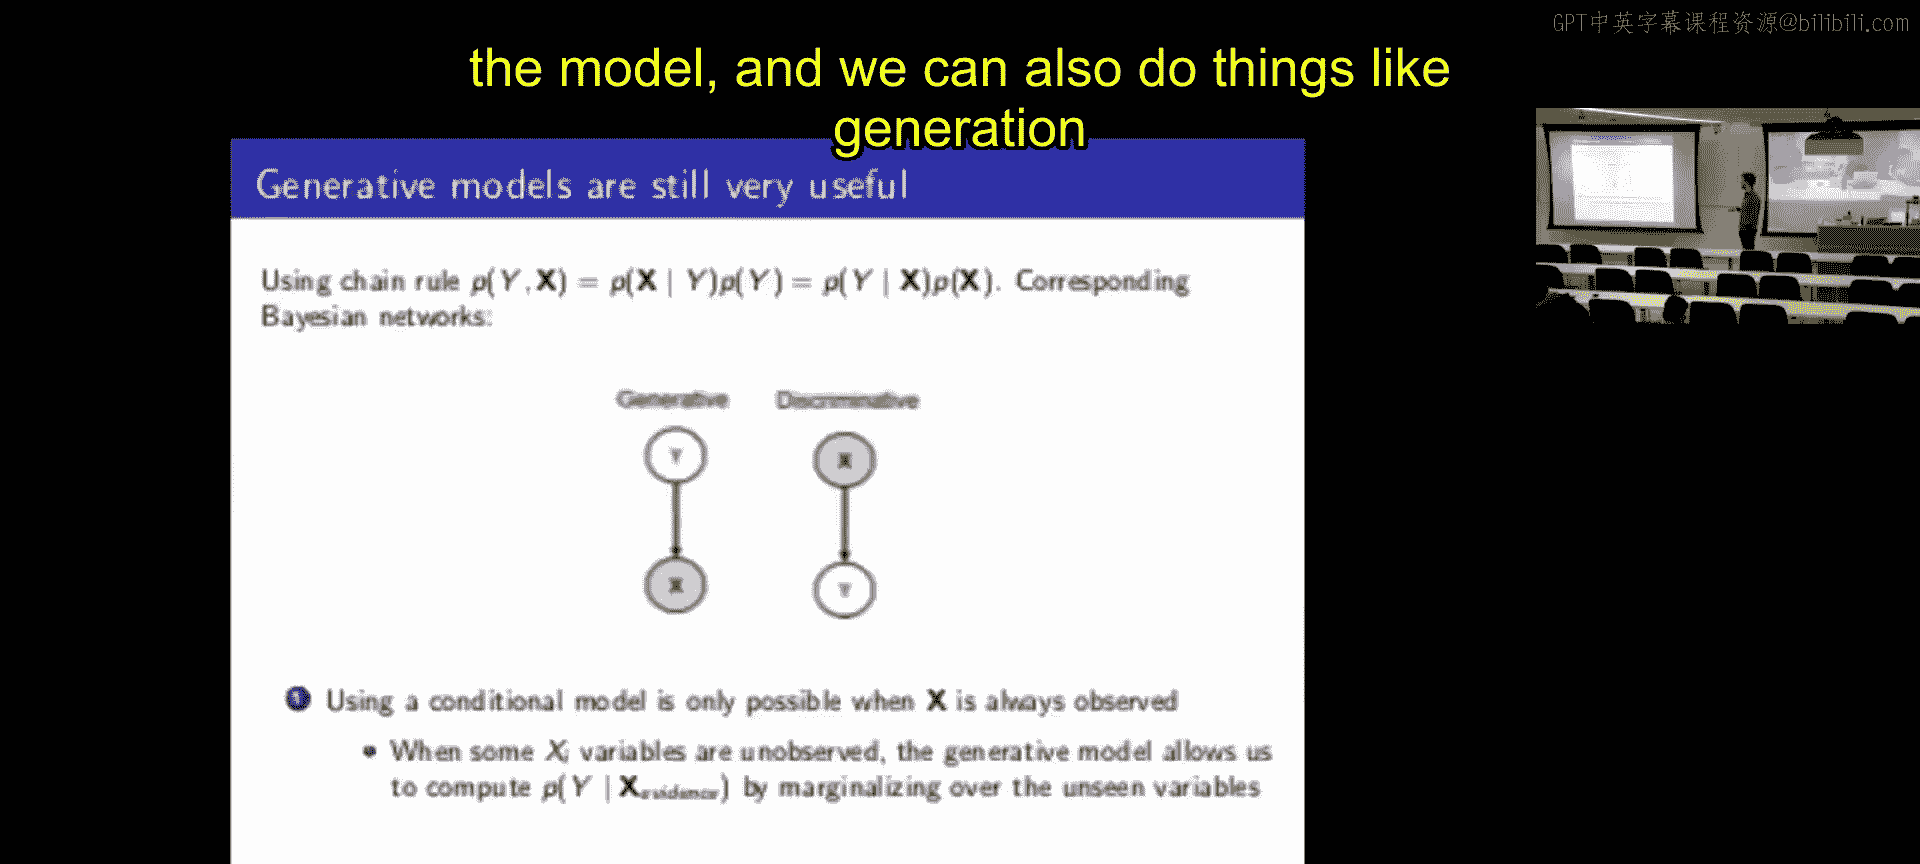 GPT中英字幕课程资源@bilibili.com
the model, and we can also do things like
generation
Generative models are still very useful
Using chain rule p(Y, X) = p(X | Y)p(Y) = p(Y | X)p(X). Corresponding
Bayesian networks:
Generative Discriminative
Y X
X Y
1 Using a conditional model is only possible when X is always observed
• When some Xi variables are unobserved, the generative model allows us
to compute p(Y | Xevidence) by marginalizing over the unseen variables